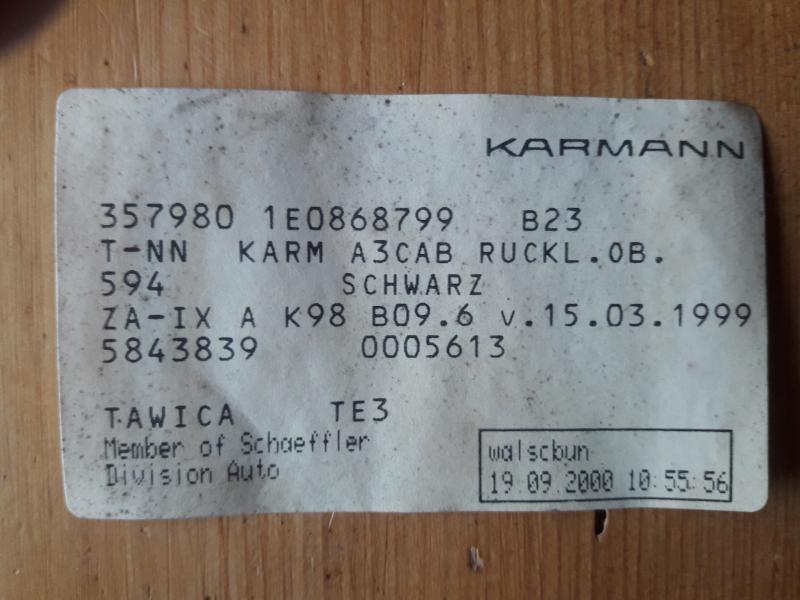 KARMANN
357980 1E0868799 B23
T-NN KARM A3CAB RUCKL.OB.
594 SCHWARZ
ZA-IX A K98 B09.6 v.15.03.1999
5843839 0005613
TAWICA TE3
Member of Schaeffler
Division Auto
walscbun
19.09.2000 10:55:56